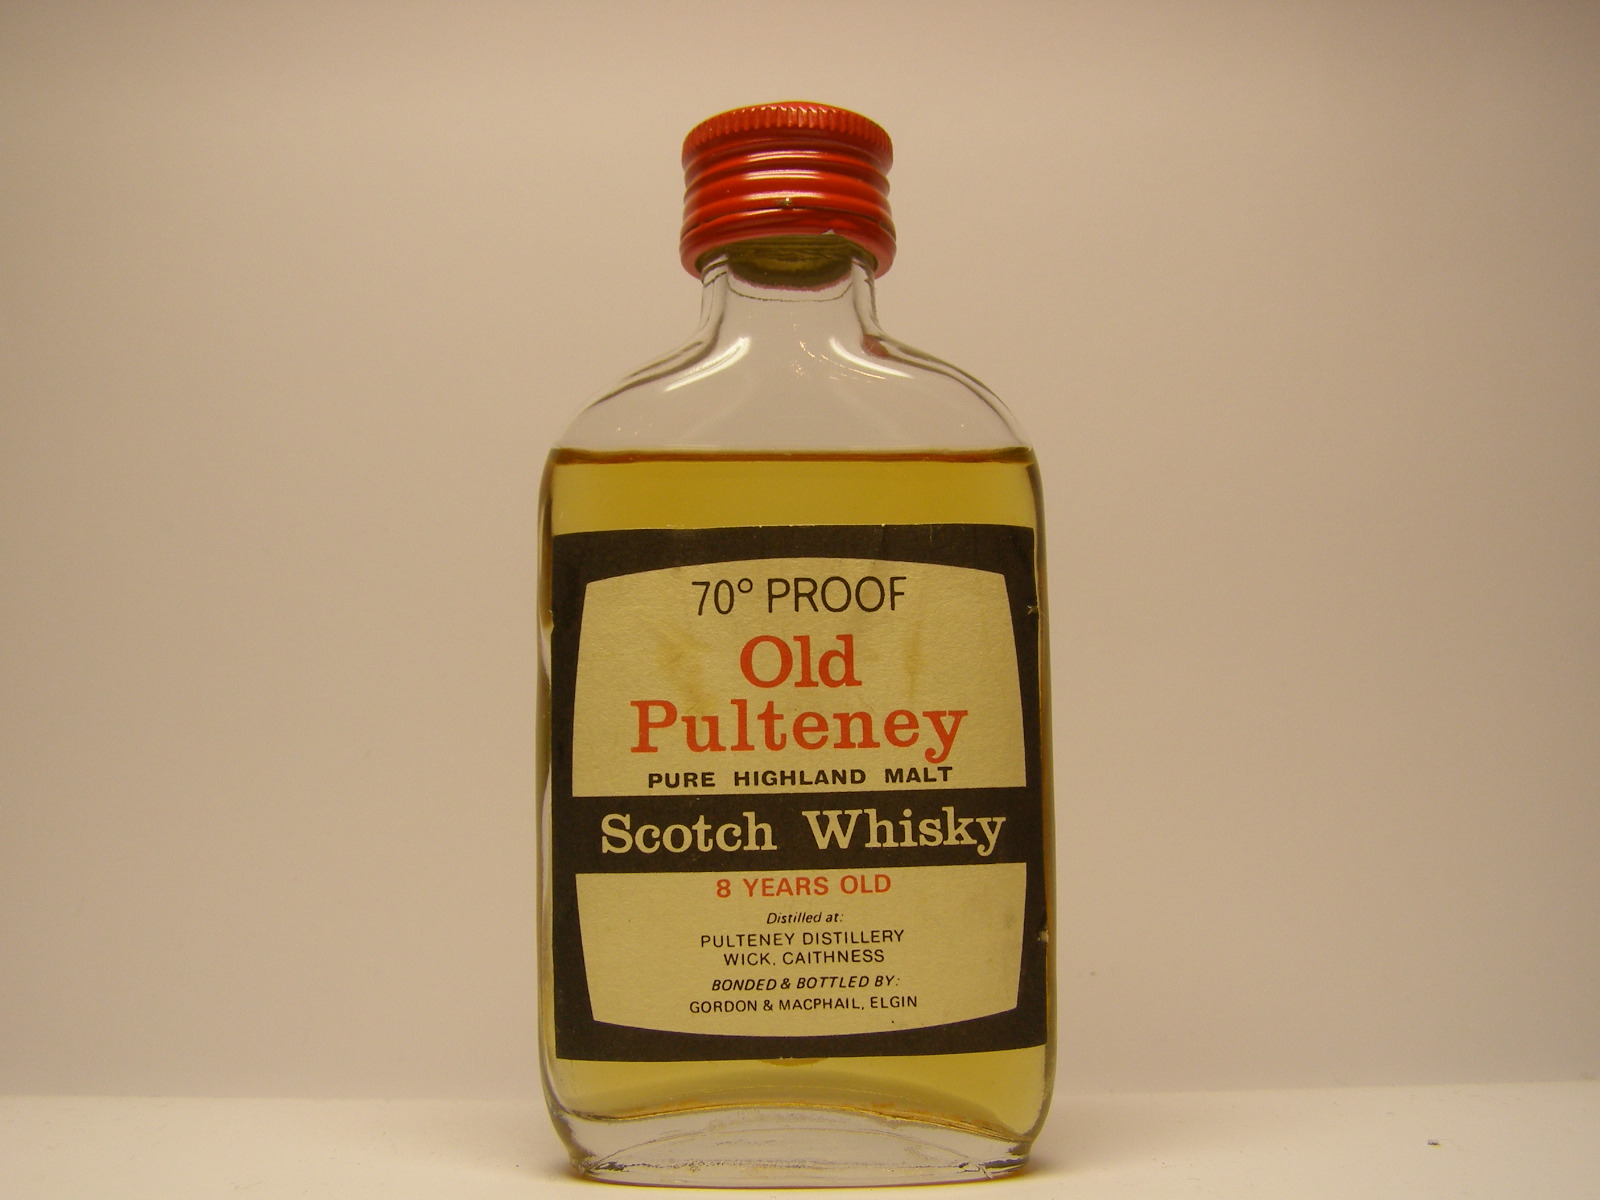 70° PROOF
Old
Pulteney
PURE HIGHLAND MALT
Scotch Whisky
8 YEARS OLD
Distilled at:
PULTENEY DISTILLERY
WICK, CAITHNESS
BONDED & BOTTLED BY:
GORDON & MACPHAIL, ELGIN